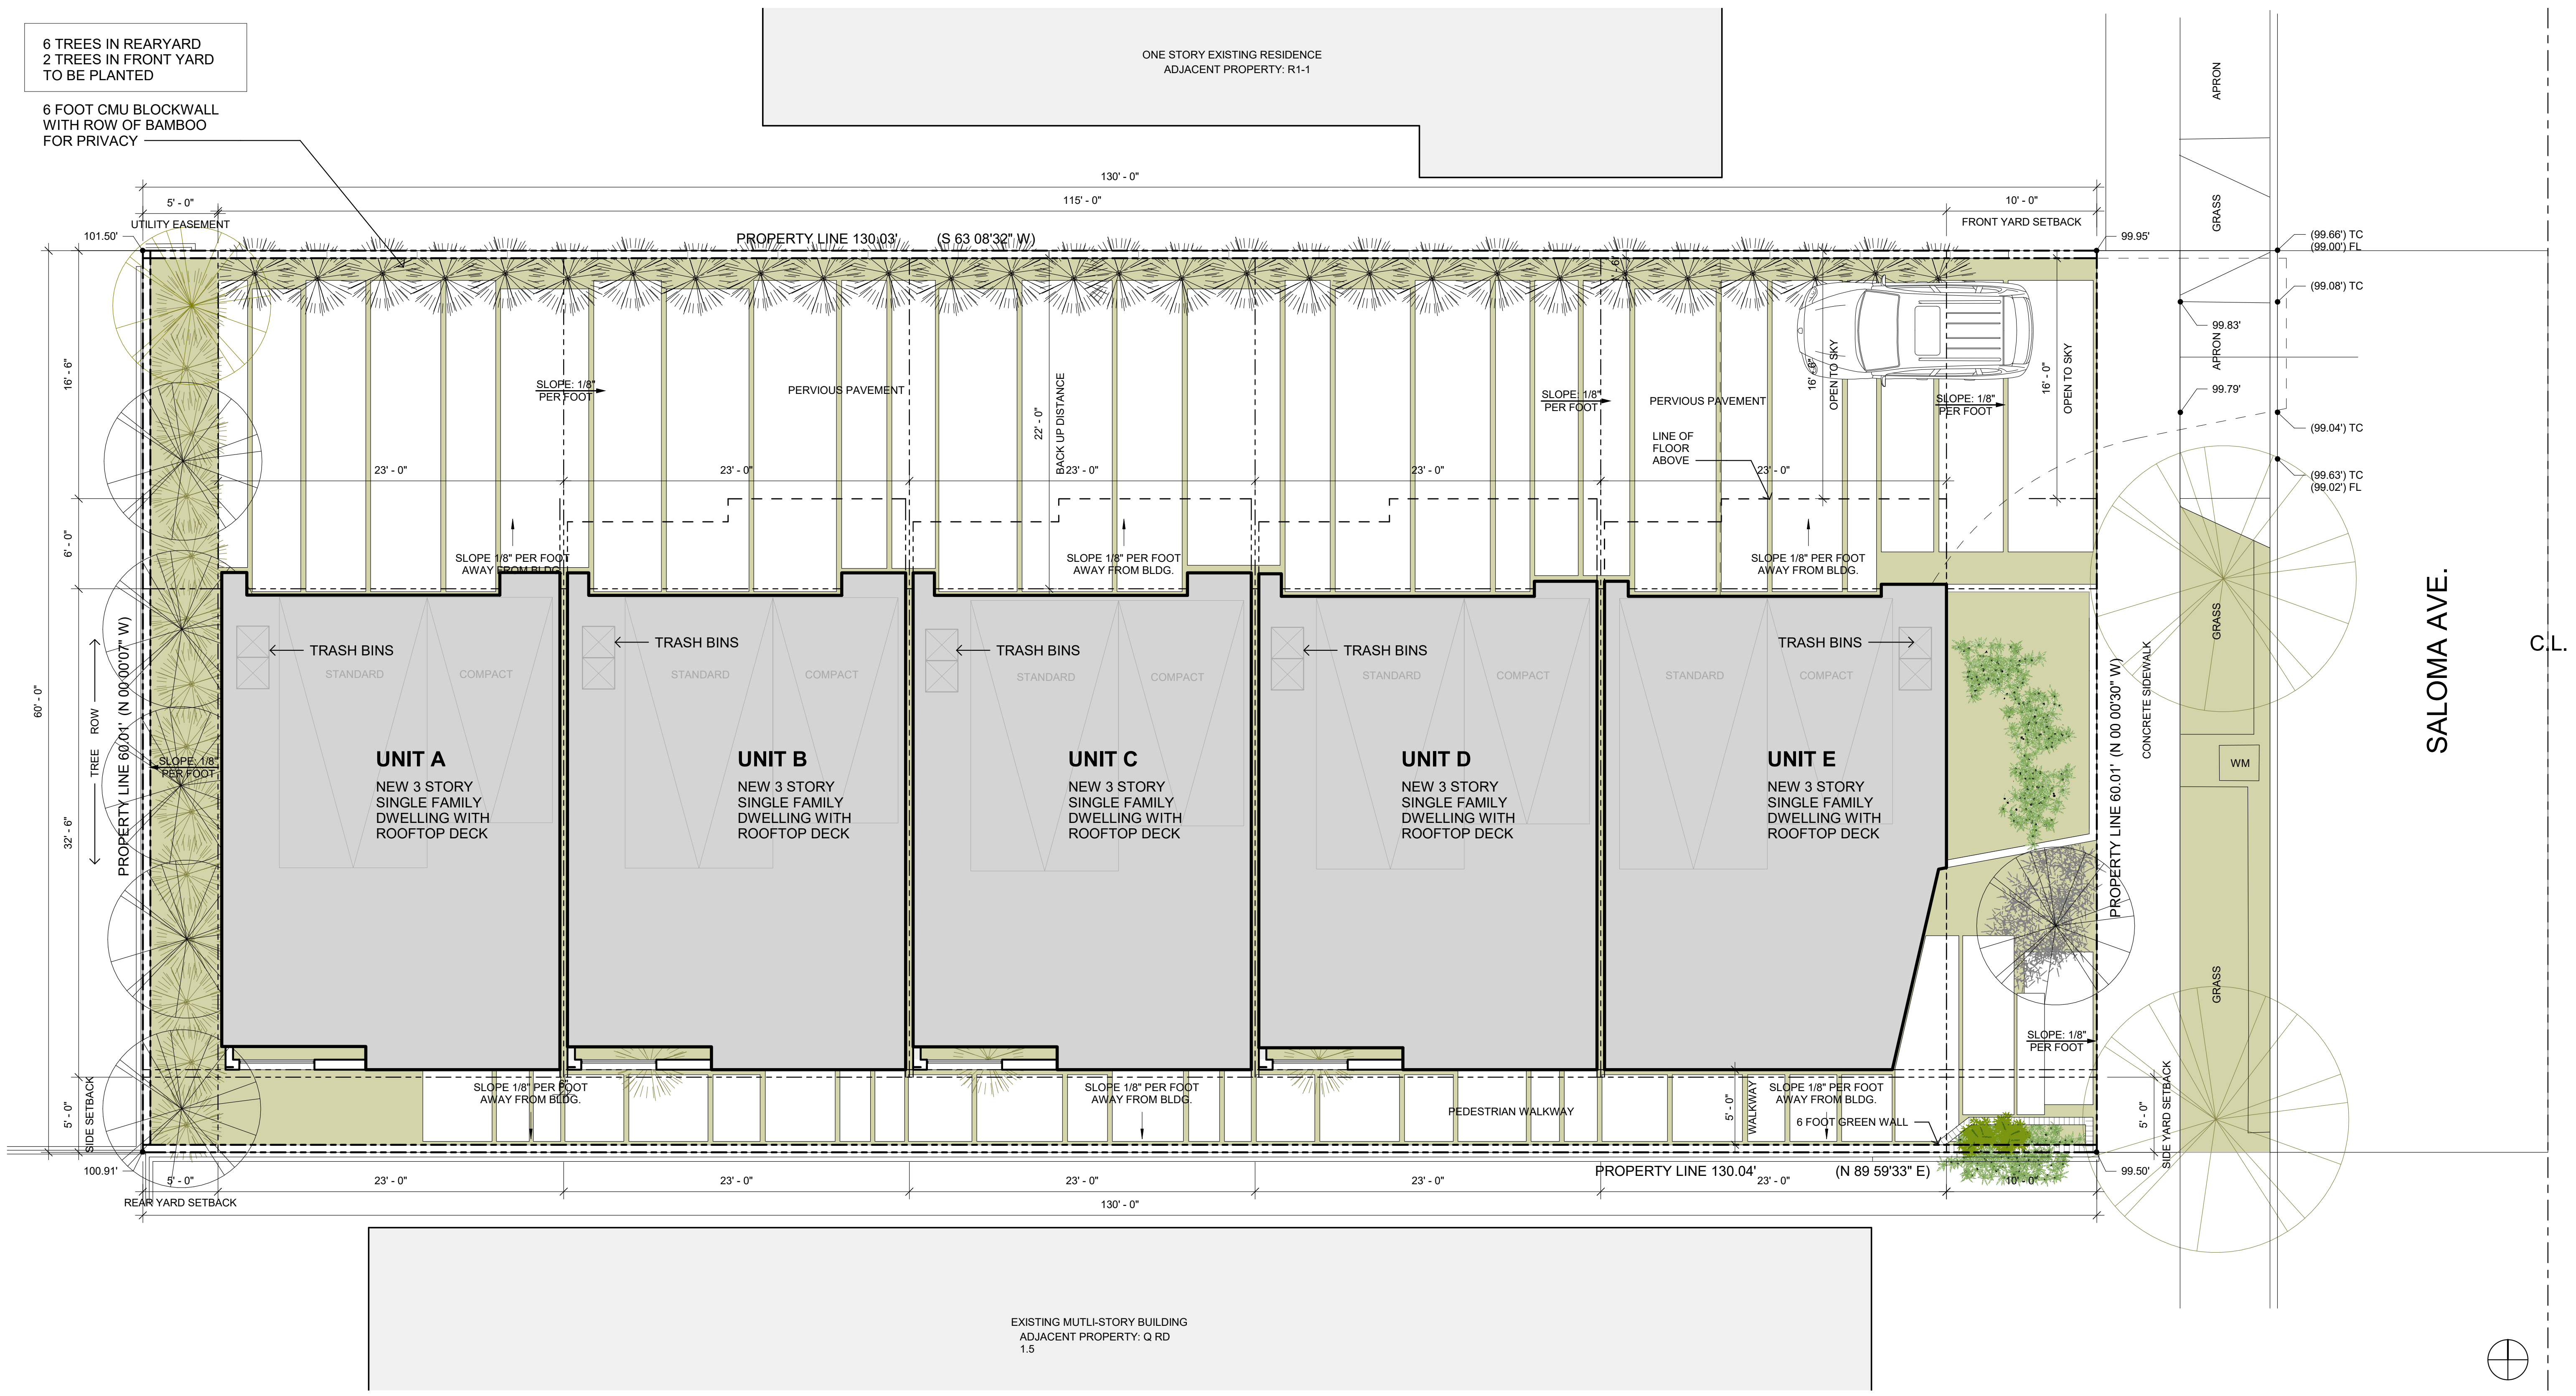 6 TREES IN REARYARD
2 TREES IN FRONT YARD
TO BE PLANTED
6 FOOT CMU BLOCKWALL
WITH ROW OF BAMBOO
FOR PRIVACY
ONE STORY EXISTING RESIDENCE
ADJACENT PROPERTY: R1-1
APRON
GRASS
130' - 0"
5' - 0"
115' - 0"
10' - 0"
UTILITY EASEMENT
FRONT YARD SETBACK
101.50'
PROPERTY LINE 130.03' (S 63 08'32" W)
99.95'
(99.66') TC
(99.00') FL
(99.08') TC
99.83'
APRON
99.79'
(99.04') TC
(99.63') TC
(99.02') FL
16' - 6"
SLOPE: 1/8"
PER FOOT
PERVIOUS PAVEMENT
22' - 0"
BACK UP DISTANCE
SLOPE: 1/8"
PER FOOT
PERVIOUS PAVEMENT
16' - 6"
OPEN TO SKY
SLOPE: 1/8"
PER FOOT
16' - 0"
OPEN TO SKY
LINE OF
FLOOR
ABOVE
23' - 0"
23' - 0"
23' - 0"
23' - 0"
23' - 0"
6' - 0"
SLOPE 1/8" PER FOOT
AWAY FROM BLDG.
SLOPE 1/8" PER FOOT
AWAY FROM BLDG.
SLOPE 1/8" PER FOOT
AWAY FROM BLDG.
60' - 0"
32' - 6"
TREE ROW
PROPERTY LINE 60.01' (N 00 00'07" W)
SLOPE: 1/8"
PER FOOT
TRASH BINS
STANDARD
COMPACT
UNIT A
NEW 3 STORY
SINGLE FAMILY
DWELLING WITH
ROOFTOP DECK
TRASH BINS
STANDARD
COMPACT
UNIT B
NEW 3 STORY
SINGLE FAMILY
DWELLING WITH
ROOFTOP DECK
TRASH BINS
STANDARD
COMPACT
UNIT C
NEW 3 STORY
SINGLE FAMILY
DWELLING WITH
ROOFTOP DECK
TRASH BINS
STANDARD
COMPACT
UNIT D
NEW 3 STORY
SINGLE FAMILY
DWELLING WITH
ROOFTOP DECK
TRASH BINS
STANDARD
COMPACT
UNIT E
NEW 3 STORY
SINGLE FAMILY
DWELLING WITH
ROOFTOP DECK
PROPERTY LINE 60.01' (N 00 00'30" W)
CONCRETE SIDEWALK
GRASS
WM
GRASS
SALOMA AVE.
C.L.
SLOPE: 1/8"
PER FOOT
5' - 0"
SIDE SETBACK
SLOPE 1/8" PER FOOT
AWAY FROM BLDG.
SLOPE 1/8" PER FOOT
AWAY FROM BLDG.
PEDESTRIAN WALKWAY
5' - 0"
WALKWAY
SLOPE 1/8" PER FOOT
AWAY FROM BLDG.
6 FOOT GREEN WALL
5' - 0"
SIDE YARD SETBACK
100.91'
PROPERTY LINE 130.04' (N 89 59'33" E)
99.50'
5' - 0"
23' - 0"
23' - 0"
23' - 0"
23' - 0"
23' - 0"
10' - 0"
REAR YARD SETBACK
130' - 0"
EXISTING MUTLI-STORY BUILDING
ADJACENT PROPERTY: Q RD
1.5